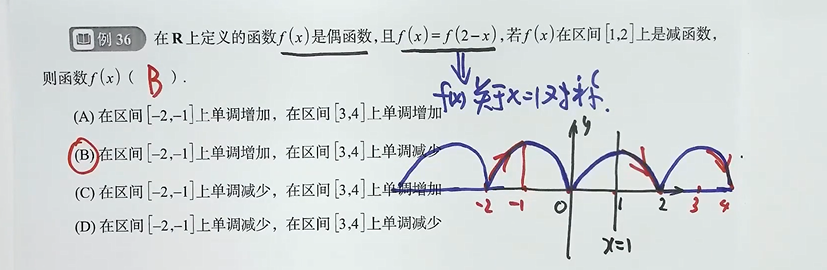 例 36 在R上定义的函数f(x)是偶函数,且f(x)=f(2-x),若f(x)在区间[1,2]上是减函数,
则函数f(x)( B ).
f(x)关于x=1对称.
(A) 在区间[-2,-1]上单调增加,在区间[3,4]上单调增加
(B) 在区间[-2,-1]上单调增加,在区间[3,4]上单调减少
(C) 在区间[-2,-1]上单调减少,在区间[3,4]上单调增加
(D) 在区间[-2,-1]上单调减少,在区间[3,4]上单调减少
y
-2 -1 0 1 2 3 4
x=1